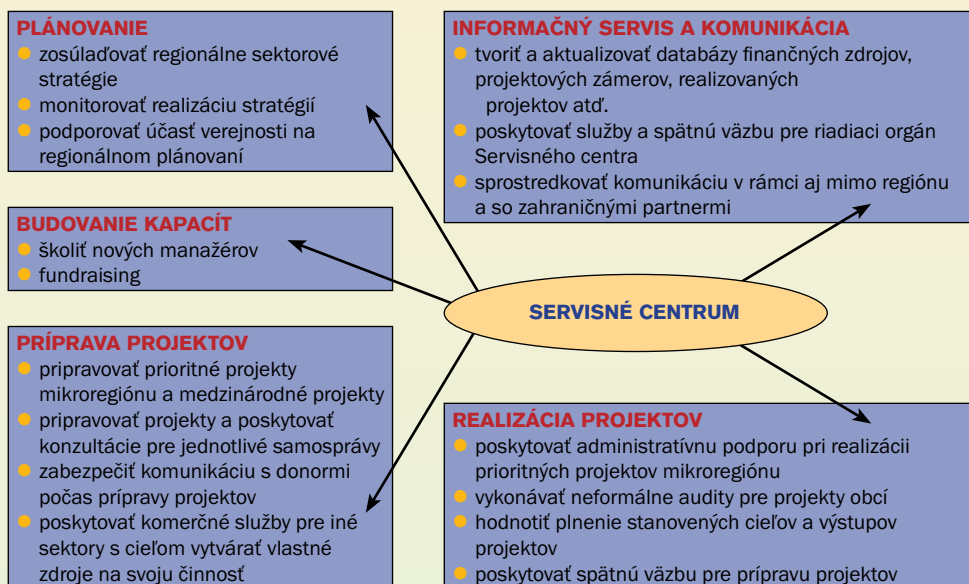 PLÁNOVANIE
zosúlaďovať regionálne sektorové
stratégie
monitorovať realizáciu stratégií
podporovať účasť verejnosti na
regionálnom plánovaní
INFORMAČNÝ SERVIS A KOMUNIKÁCIA
tvoriť a aktualizovať databázy finančných zdrojov,
projektových zámerov, realizovaných
projektov atď.
poskytovať služby a spätnú väzbu pre riadiaci orgán
Servisného centra
sprostredkovať komunikáciu v rámci aj mimo regiónu
a so zahraničnými partnermi
BUDOVANIE KAPACÍT
školiť nových manažérov
fundraising
SERVISNÉ CENTRUM
PRÍPRAVA PROJEKTOV
pripravovať prioritné projekty
mikroregiónu a medzinárodné projekty
pripravovať projekty a poskytovať
konzultácie pre jednotlivé samosprávy
zabezpečiť komunikáciu s donormi
počas prípravy projektov
poskytovať komerčné služby pre iné
sektory s cieľom vytvárať vlastné
zdroje na svoju činnosť
REALIZÁCIA PROJEKTOV
poskytovať administratívnu podporu pri realizácii
prioritných projektov mikroregiónu
vykonávať neformálne audity pre projekty obcí
hodnotiť plnenie stanovených cieľov a výstupov
projektov
poskytovať spätnú väzbu pre prípravu projektov